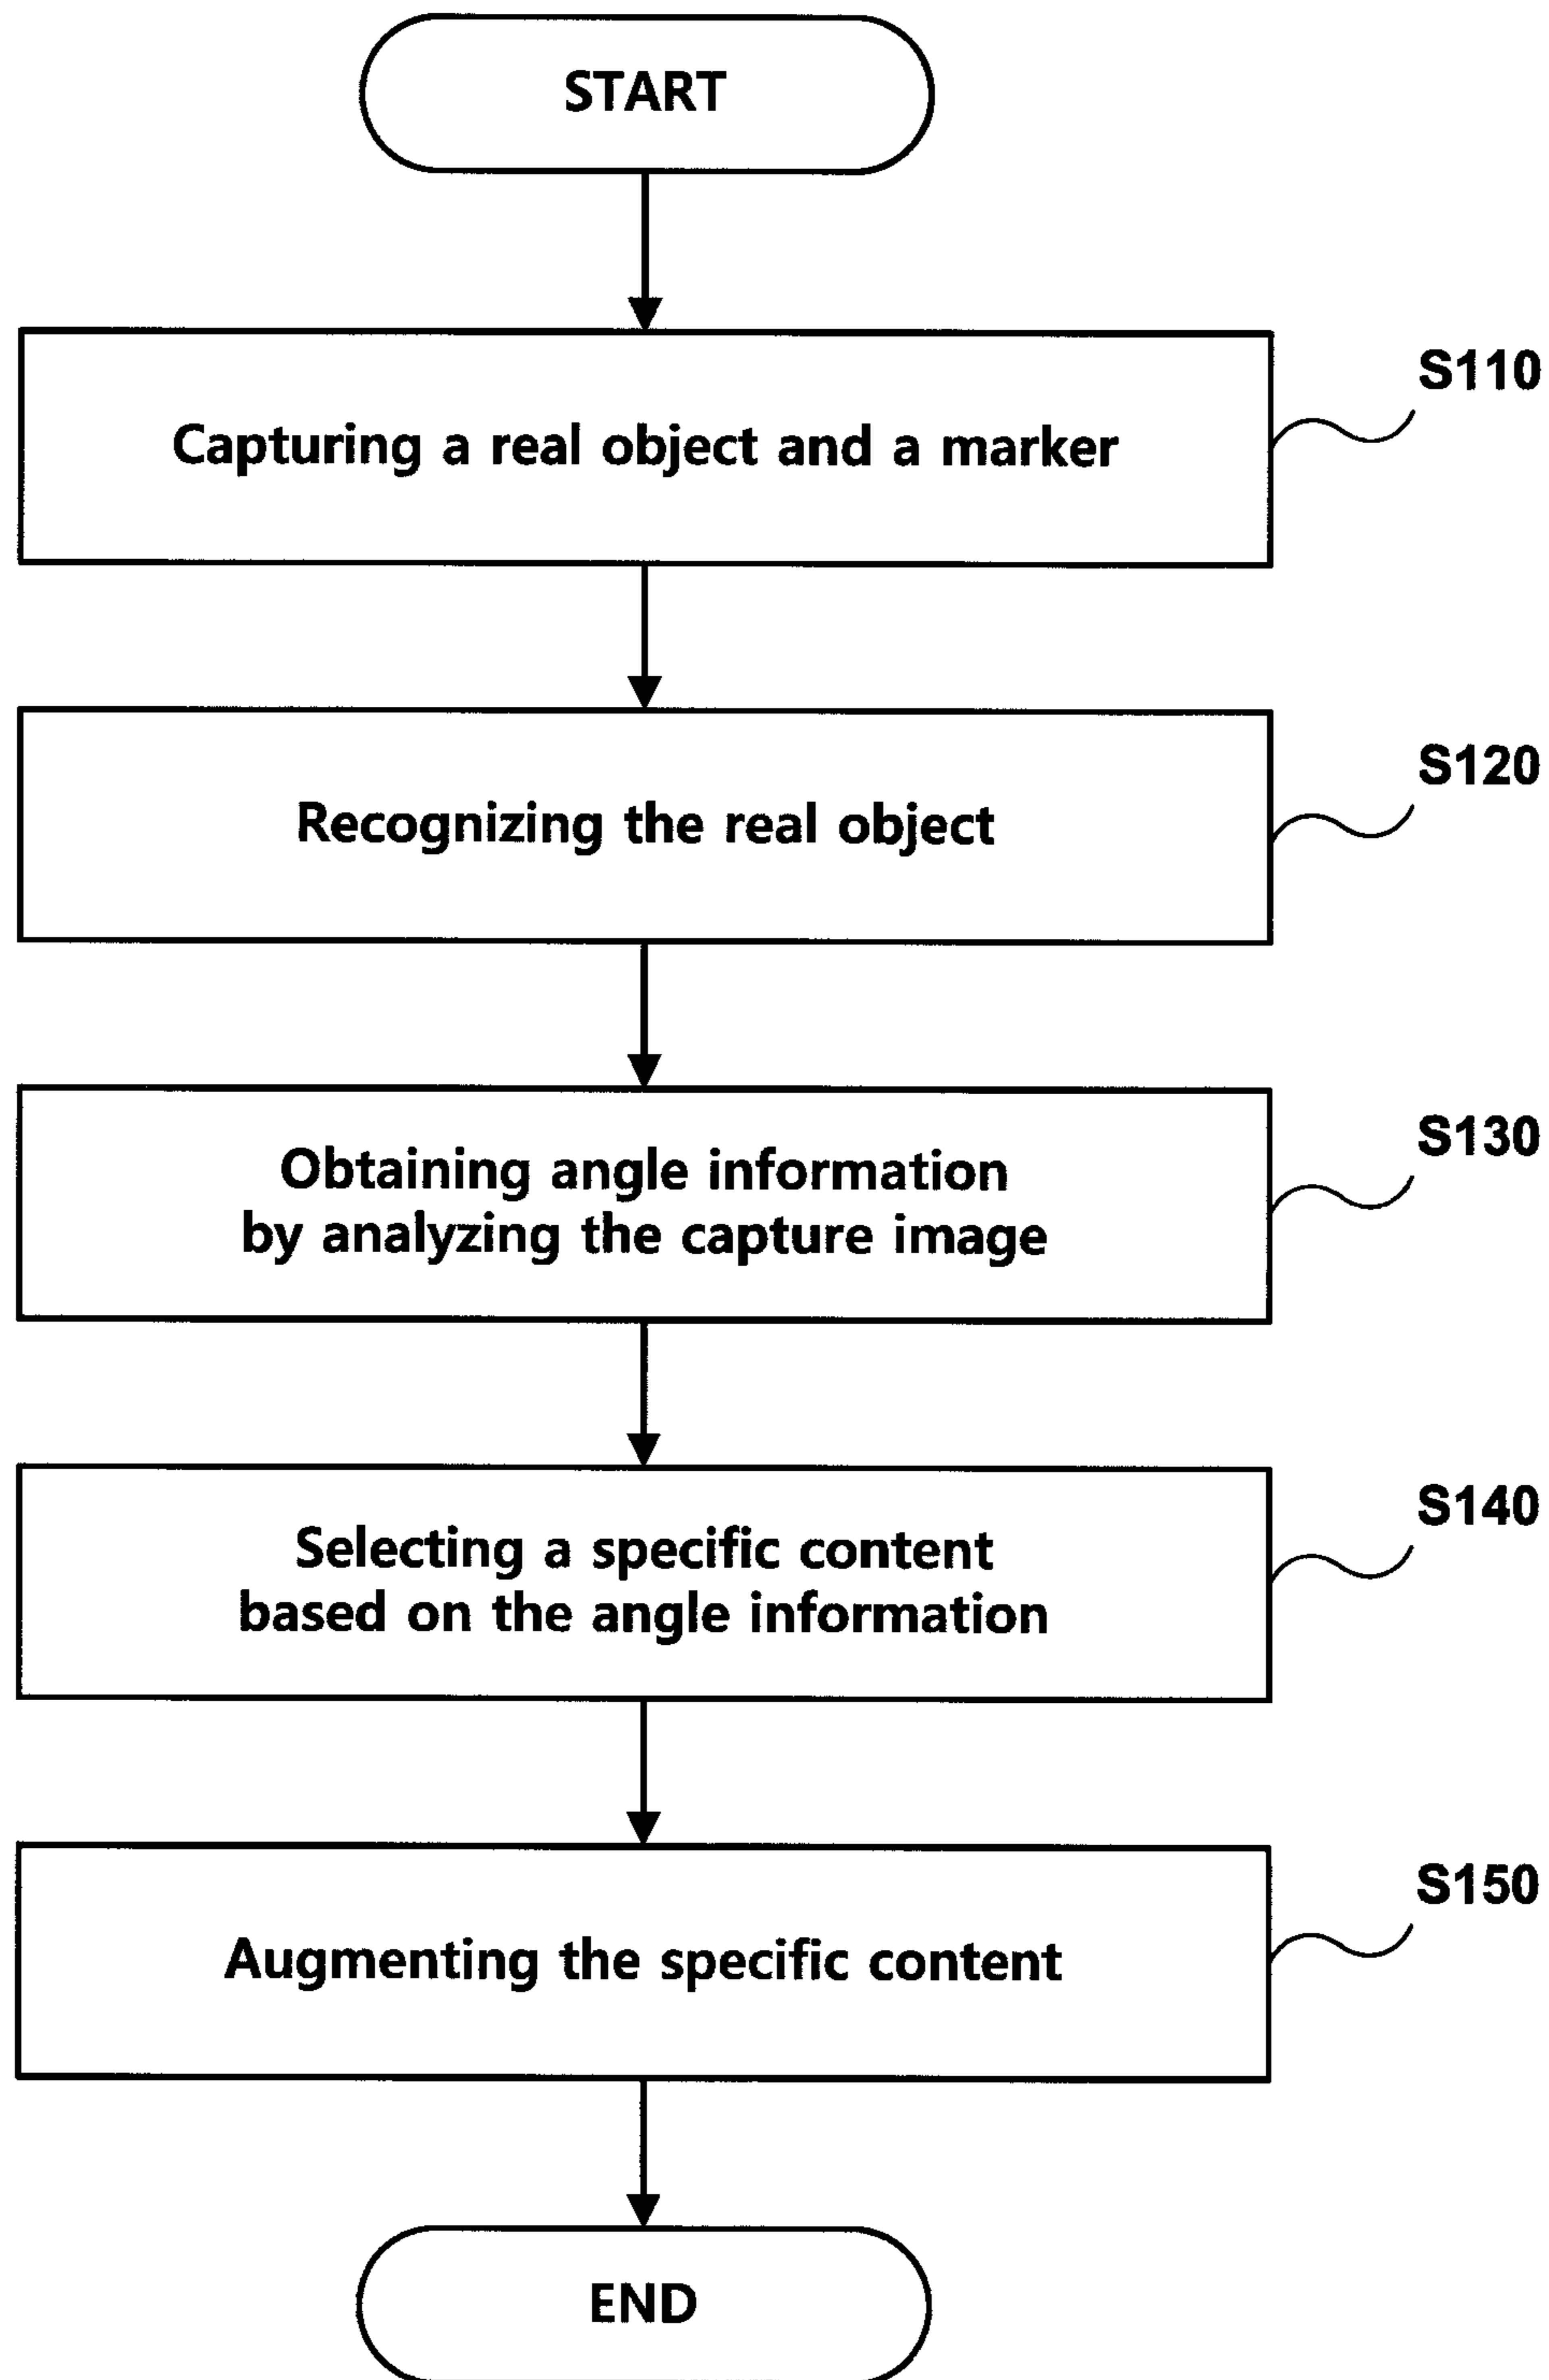 START
Capturing a real object and a marker
S110
Recognizing the real object
S120
Obtaining angle information
by analyzing the capture image
S130
Selecting a specific content
based on the angle information
S140
Augmenting the specific content
S150
END